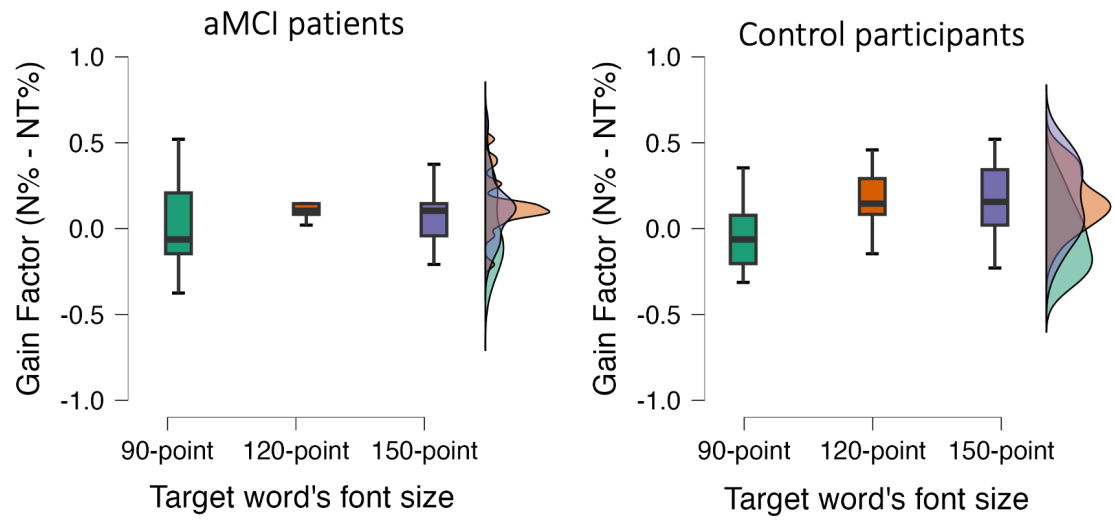 aMCI patients
Gain Factor (N% - NT%)
1.0
0.5
0.0
-0.5
-1.0
90-point 120-point 150-point
Target word's font size
Control participants
Gain Factor (N% - NT%)
1.0
0.5
0.0
-0.5
-1.0
90-point 120-point 150-point
Target word's font size